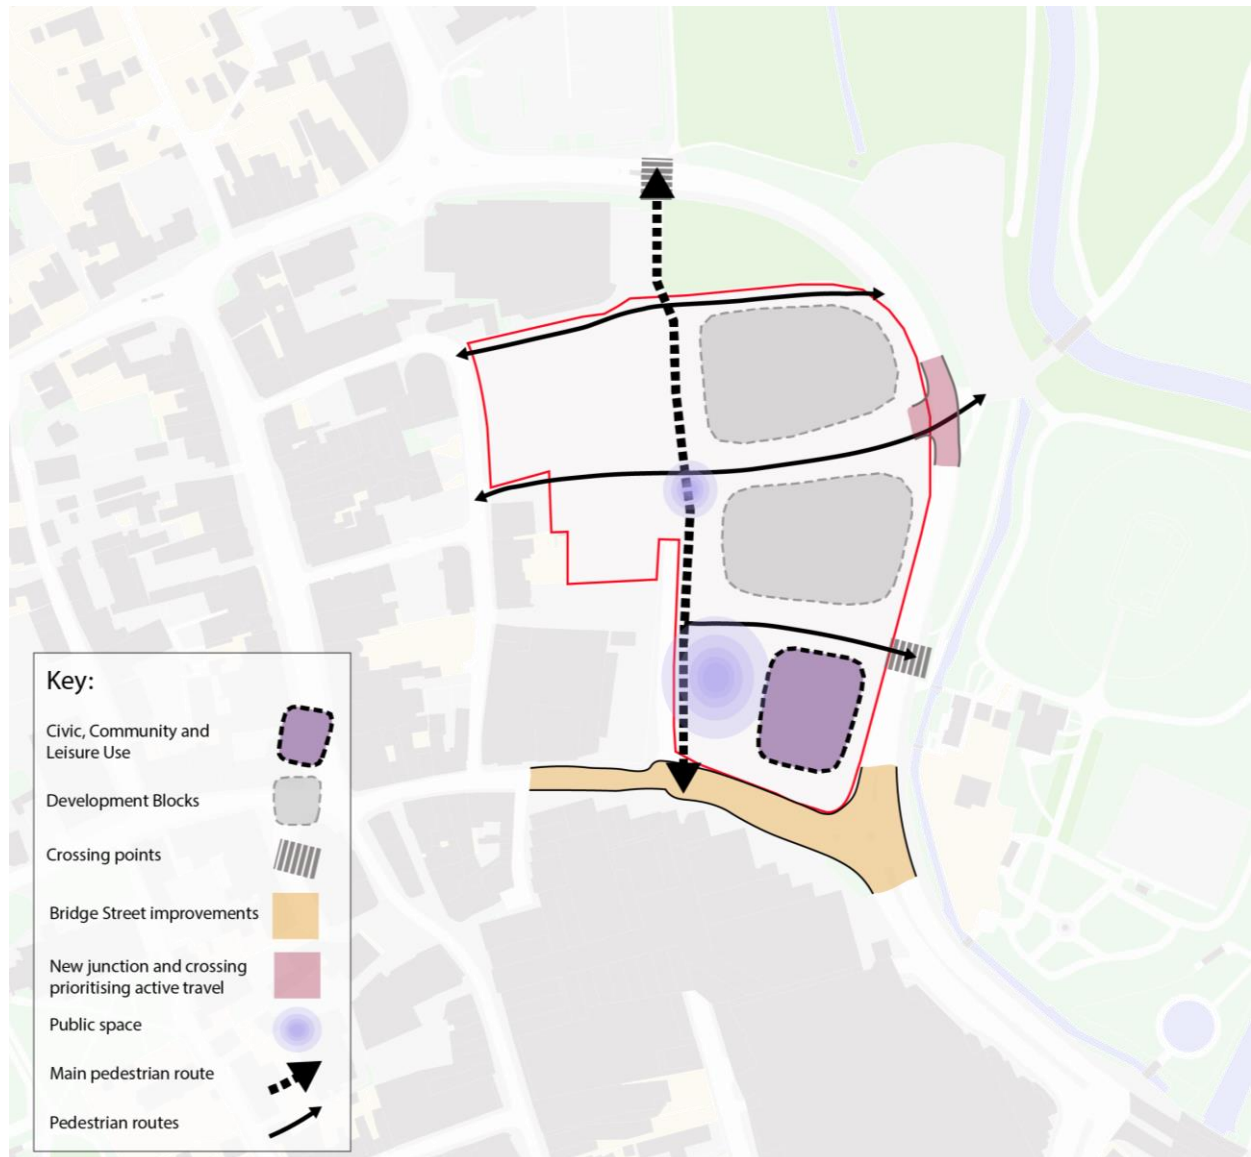 Key:
Civic, Community and
Leisure Use
Development Blocks
Crossing points
Bridge Street improvements
New junction and crossing
prioritising active travel
Public space
Main pedestrian route
Pedestrian routes